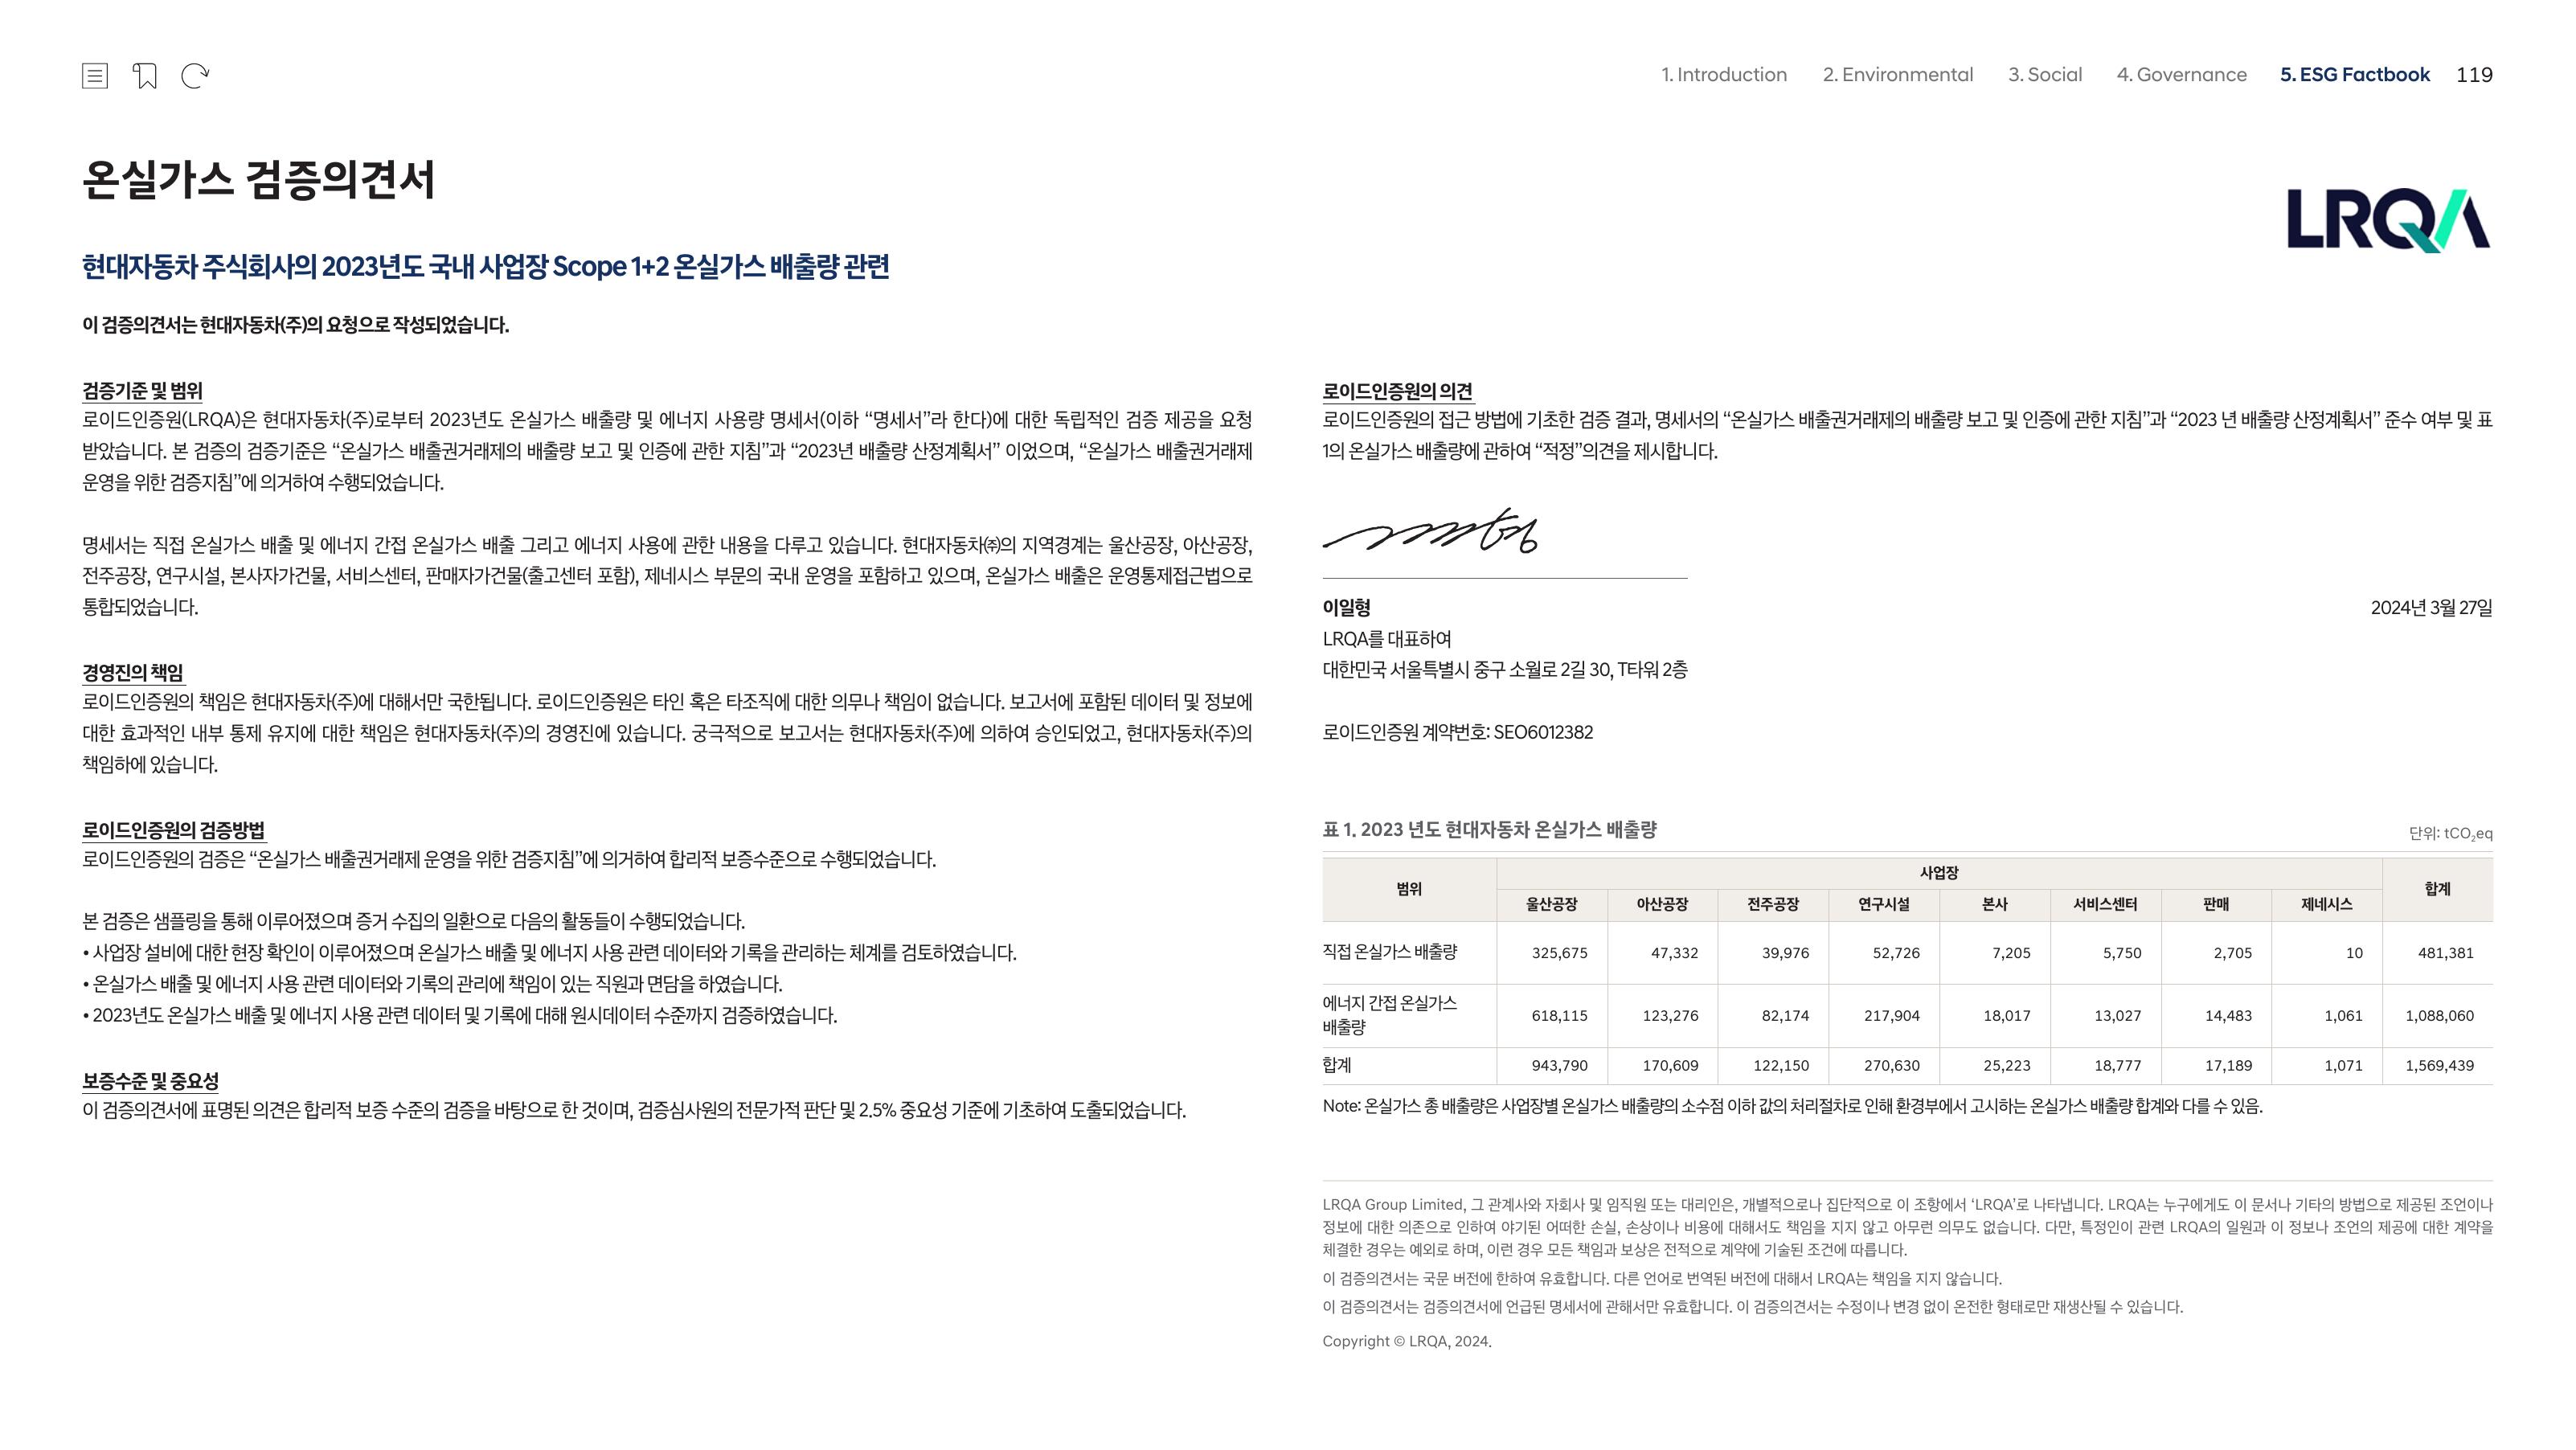 1. Introduction 2. Environmental 3. Social 4. Governance 5. ESG Factbook 119
온실가스 검증의견서
LRQA
현대자동차 주식회사의 2023년도 국내 사업장 Scope 1+2 온실가스 배출량 관련
이 검증의견서는 현대자동차(주)의 요청으로 작성되었습니다.
검증기준 및 범위
로이드인증원(LRQA)은 현대자동차(주)로부터 2023년도 온실가스 배출량 및 에너지 사용량 명세서(이하 “명세서”라 한다)에 대한 독립적인 검증 제공을 요청
받았습니다. 본 검증의 검증기준은 “온실가스 배출권거래제의 배출량 보고 및 인증에 관한 지침”과 “2023년 배출량 산정계획서” 이었으며, “온실가스 배출권거래제
운영을 위한 검증지침”에 의거하여 수행되었습니다.
명세서는 직접 온실가스 배출 및 에너지 간접 온실가스 배출 그리고 에너지 사용에 관한 내용을 다루고 있습니다. 현대자동차㈜의 지역경계는 울산공장, 아산공장,
전주공장, 연구시설, 본사자가건물, 서비스센터, 판매자가건물(출고센터 포함), 제네시스 부문의 국내 운영을 포함하고 있으며, 온실가스 배출은 운영통제접근법으로
통합되었습니다.
경영진의 책임
로이드인증원의 책임은 현대자동차(주)에 대해서만 국한됩니다. 로이드인증원은 타인 혹은 타조직에 대한 의무나 책임이 없습니다. 보고서에 포함된 데이터 및 정보에
대한 효과적인 내부 통제 유지에 대한 책임은 현대자동차(주)의 경영진에 있습니다. 궁극적으로 보고서는 현대자동차(주)에 의하여 승인되었고, 현대자동차(주)의
책임하에 있습니다.
로이드인증원의 검증방법
로이드인증원의 검증은 “온실가스 배출권거래제 운영을 위한 검증지침”에 의거하여 합리적 보증수준으로 수행되었습니다.
본 검증은 샘플링을 통해 이루어졌으며 증거 수집의 일환으로 다음의 활동들이 수행되었습니다.
• 사업장 설비에 대한 현장 확인이 이루어졌으며 온실가스 배출 및 에너지 사용 관련 데이터와 기록을 관리하는 체계를 검토하였습니다.
• 온실가스 배출 및 에너지 사용 관련 데이터와 기록의 관리에 책임이 있는 직원과 면담을 하였습니다.
• 2023년도 온실가스 배출 및 에너지 사용 관련 데이터 및 기록에 대해 원시데이터 수준까지 검증하였습니다.
보증수준 및 중요성
이 검증의견서에 표명된 의견은 합리적 보증 수준의 검증을 바탕으로 한 것이며, 검증심사원의 전문가적 판단 및 2.5% 중요성 기준에 기초하여 도출되었습니다.
로이드인증원의 의견
로이드인증원의 접근 방법에 기초한 검증 결과, 명세서의 “온실가스 배출권거래제의 배출량 보고 및 인증에 관한 지침”과 “2023 년 배출량 산정계획서” 준수 여부 및 표
1의 온실가스 배출량에 관하여 “적정”의견을 제시합니다.
이일형 2024년 3월 27일
LRQA를 대표하여
대한민국 서울특별시 중구 소월로 2길 30, T타워 2층
로이드인증원 계약번호: SEO6012382
표 1. 2023 년도 현대자동차 온실가스 배출량 단위: tCO₂eq
범위 사업장 합계
울산공장 아산공장 전주공장 연구시설 본사 서비스센터 판매 제네시스
직접 온실가스 배출량 325,675 47,332 39,976 52,726 7,205 5,750 2,705 10 481,381
에너지 간접 온실가스
배출량 618,115 123,276 82,174 217,904 18,017 13,027 14,483 1,061 1,088,060
합계 943,790 170,609 122,150 270,630 25,223 18,777 17,189 1,071 1,569,439
Note: 온실가스 총 배출량은 사업장별 온실가스 배출량의 소수점 이하 값의 처리절차로 인해 환경부에서 고시하는 온실가스 배출량 합계와 다를 수 있음.
LRQA Group Limited, 그 관계사와 자회사 및 임직원 또는 대리인은, 개별적으로나 집단적으로 이 조항에서 ‘LRQA’로 나타냅니다. LRQA는 누구에게도 이 문서나 기타의 방법으로 제공된 조언이나
정보에 대한 의존으로 인하여 야기된 어떠한 손실, 손상이나 비용에 대해서도 책임을 지지 않고 아무런 의무도 없습니다. 다만, 특정인이 관련 LRQA의 일원과 이 정보나 조언의 제공에 대한 계약을
체결한 경우는 예외로 하며, 이런 경우 모든 책임과 보상은 전적으로 계약에 기술된 조건에 따릅니다.
이 검증의견서는 국문 버전에 한하여 유효합니다. 다른 언어로 번역된 버전에 대해서 LRQA는 책임을 지지 않습니다.
이 검증의견서는 검증의견서에 언급된 명세서에 관해서만 유효합니다. 이 검증의견서는 수정이나 변경 없이 온전한 형태로만 재생산될 수 있습니다.
Copyright © LRQA, 2024.